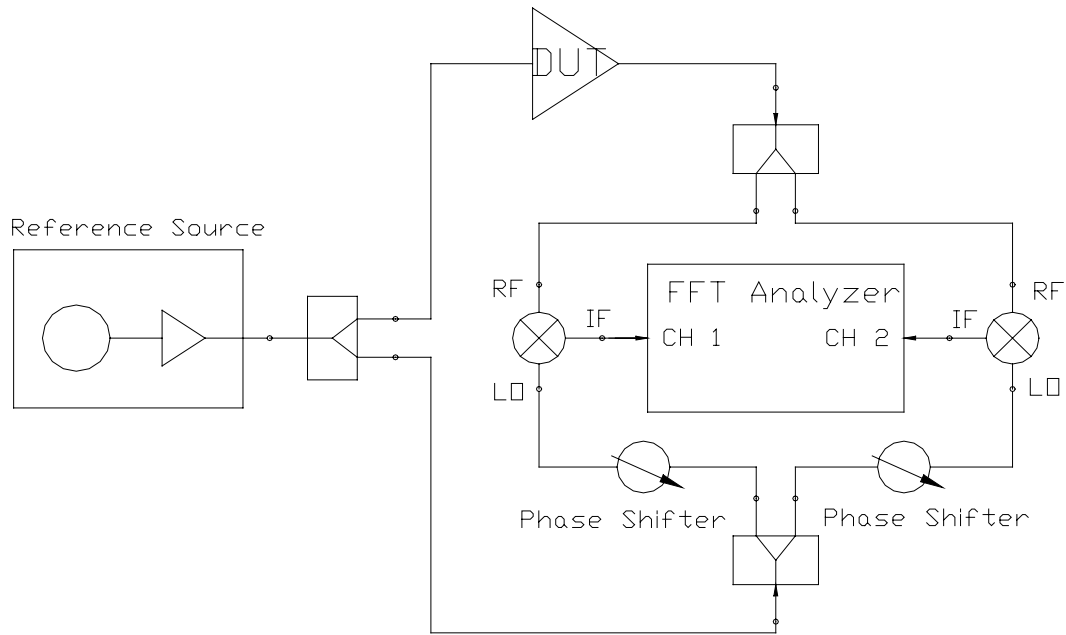 DUT
Reference Source
RF
FFT Analyzer
RF
IF
CH 1
CH 2
IF
LO
LO
Phase Shifter
Phase Shifter